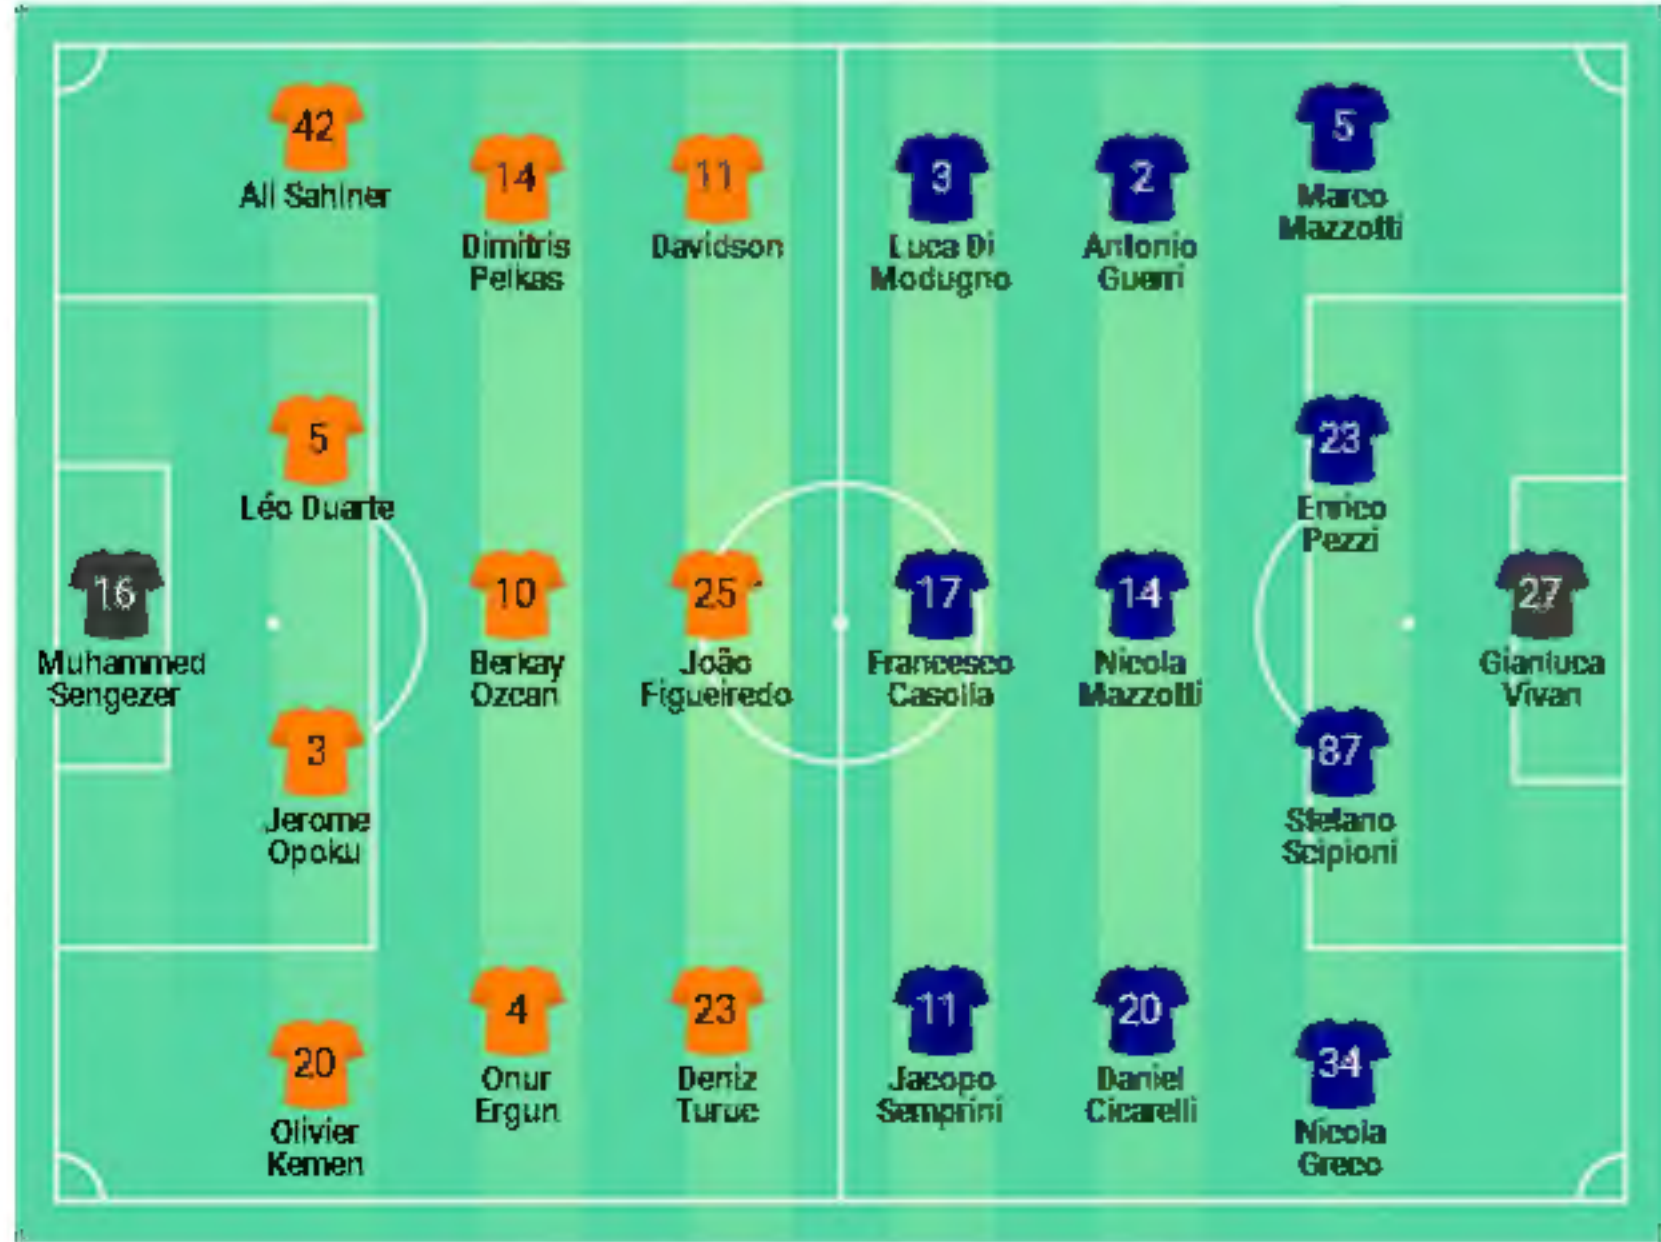 42
Ali Sahiner
5
Léo Duarte
16
Muhammed
Sengezer
3
Jerome
Opoku
20
Olivier
Kemen
14
Dimitris
Pelkas
10
Berkay
Ozcan
4
Onur
Ergun
11
Davidson
25
João
Figueiredo
23
Deniz
Turuc
3
Luca Di
Modugno
17
Francesco
Casolla
11
Jacopo
Semprini
2
Antonio
Guerri
14
Nicola
Mazzotti
20
Daniel
Cicarelli
5
Marco
Mazzotti
23
Enrico
Pezzi
87
Stefano
Scipioni
34
Nicola
Greco
27
Gianluca
Vivan